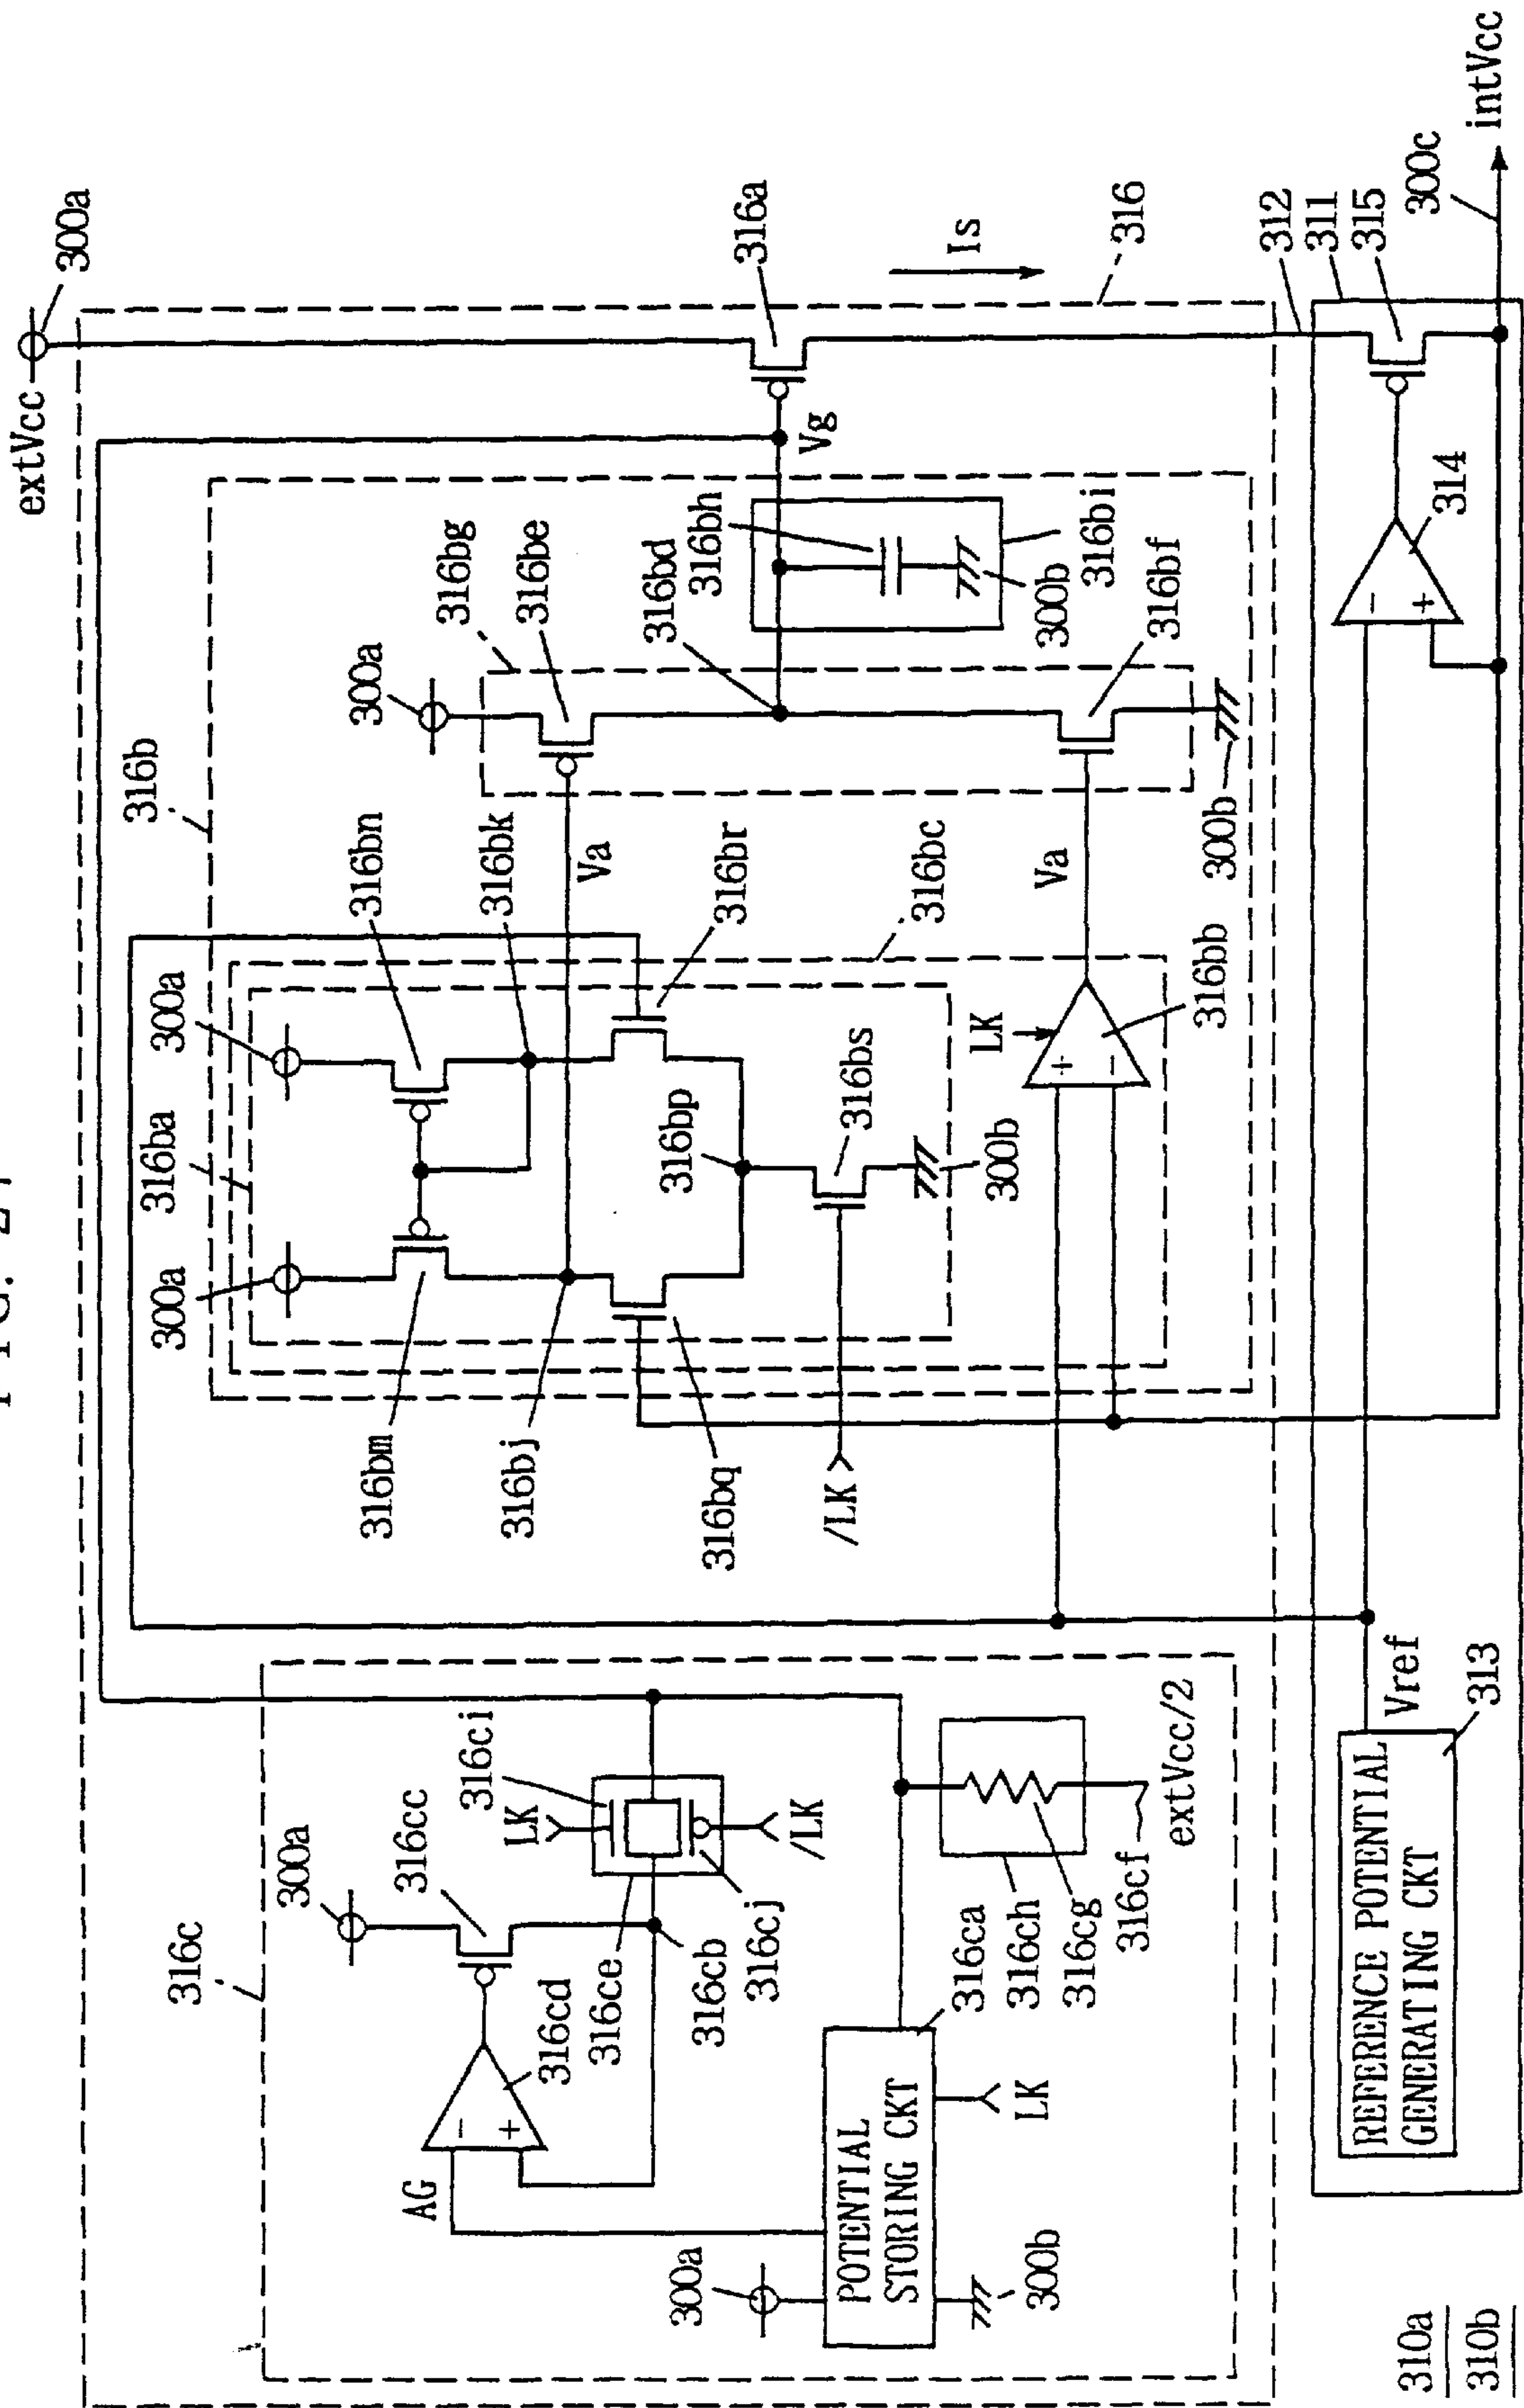 316c
316b
extVcc
300a
316ba
300a
300a
316bn
316bg
300a
316cc
316bm
316bk
316be
316cd
AG
LK
316ci
316bj
Va
316bd
316ce
316bq
316br
316bh
Vg
316a
316cb
316cj
/LK
/LK
316bp
316bs
316bc
300a
POTENTIAL
STORING CKT
316ca
316ch
316cg
316cf
extVcc/2
LK
300b
300b
LK
Va
316bb
+
-
300b
316bi
316bf
300b
Is
316
312
311
315
300c
intVcc
314
-
+
Vref
313
REFERENCE POTENTIAL
GENERATING CKT
310a
310b